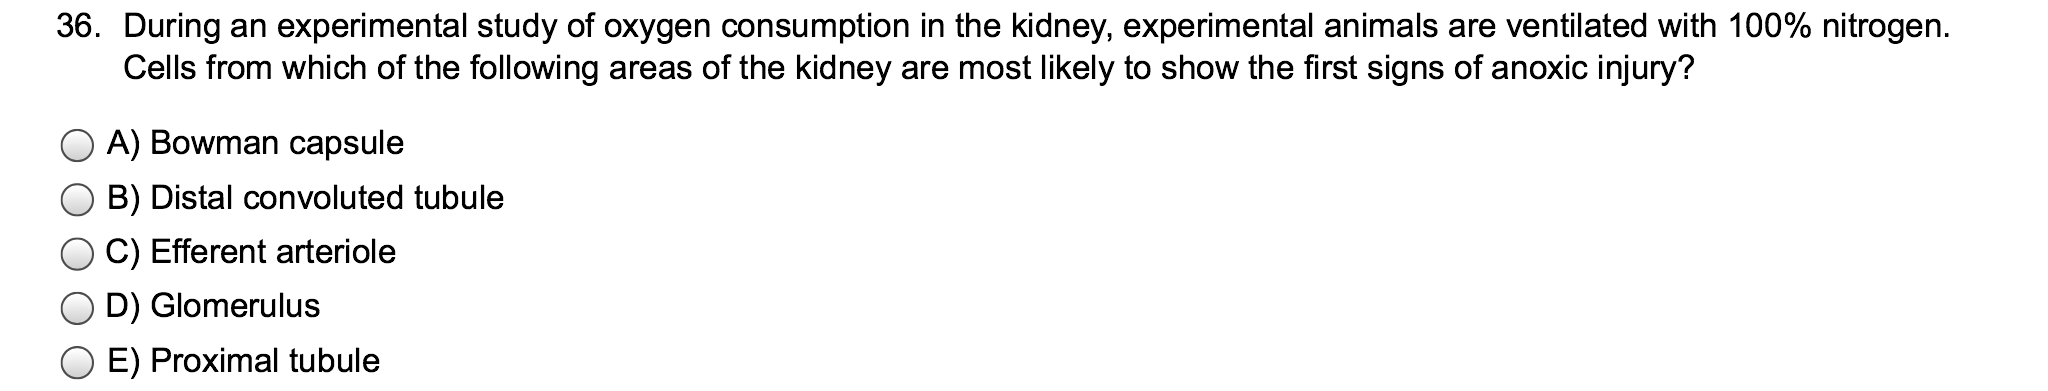 36. During an experimental study of oxygen consumption in the kidney, experimental animals are ventilated with 100% nitrogen.
Cells from which of the following areas of the kidney are most likely to show the first signs of anoxic injury?
A) Bowman capsule
B) Distal convoluted tubule
C) Efferent arteriole
D) Glomerulus
E) Proximal tubule